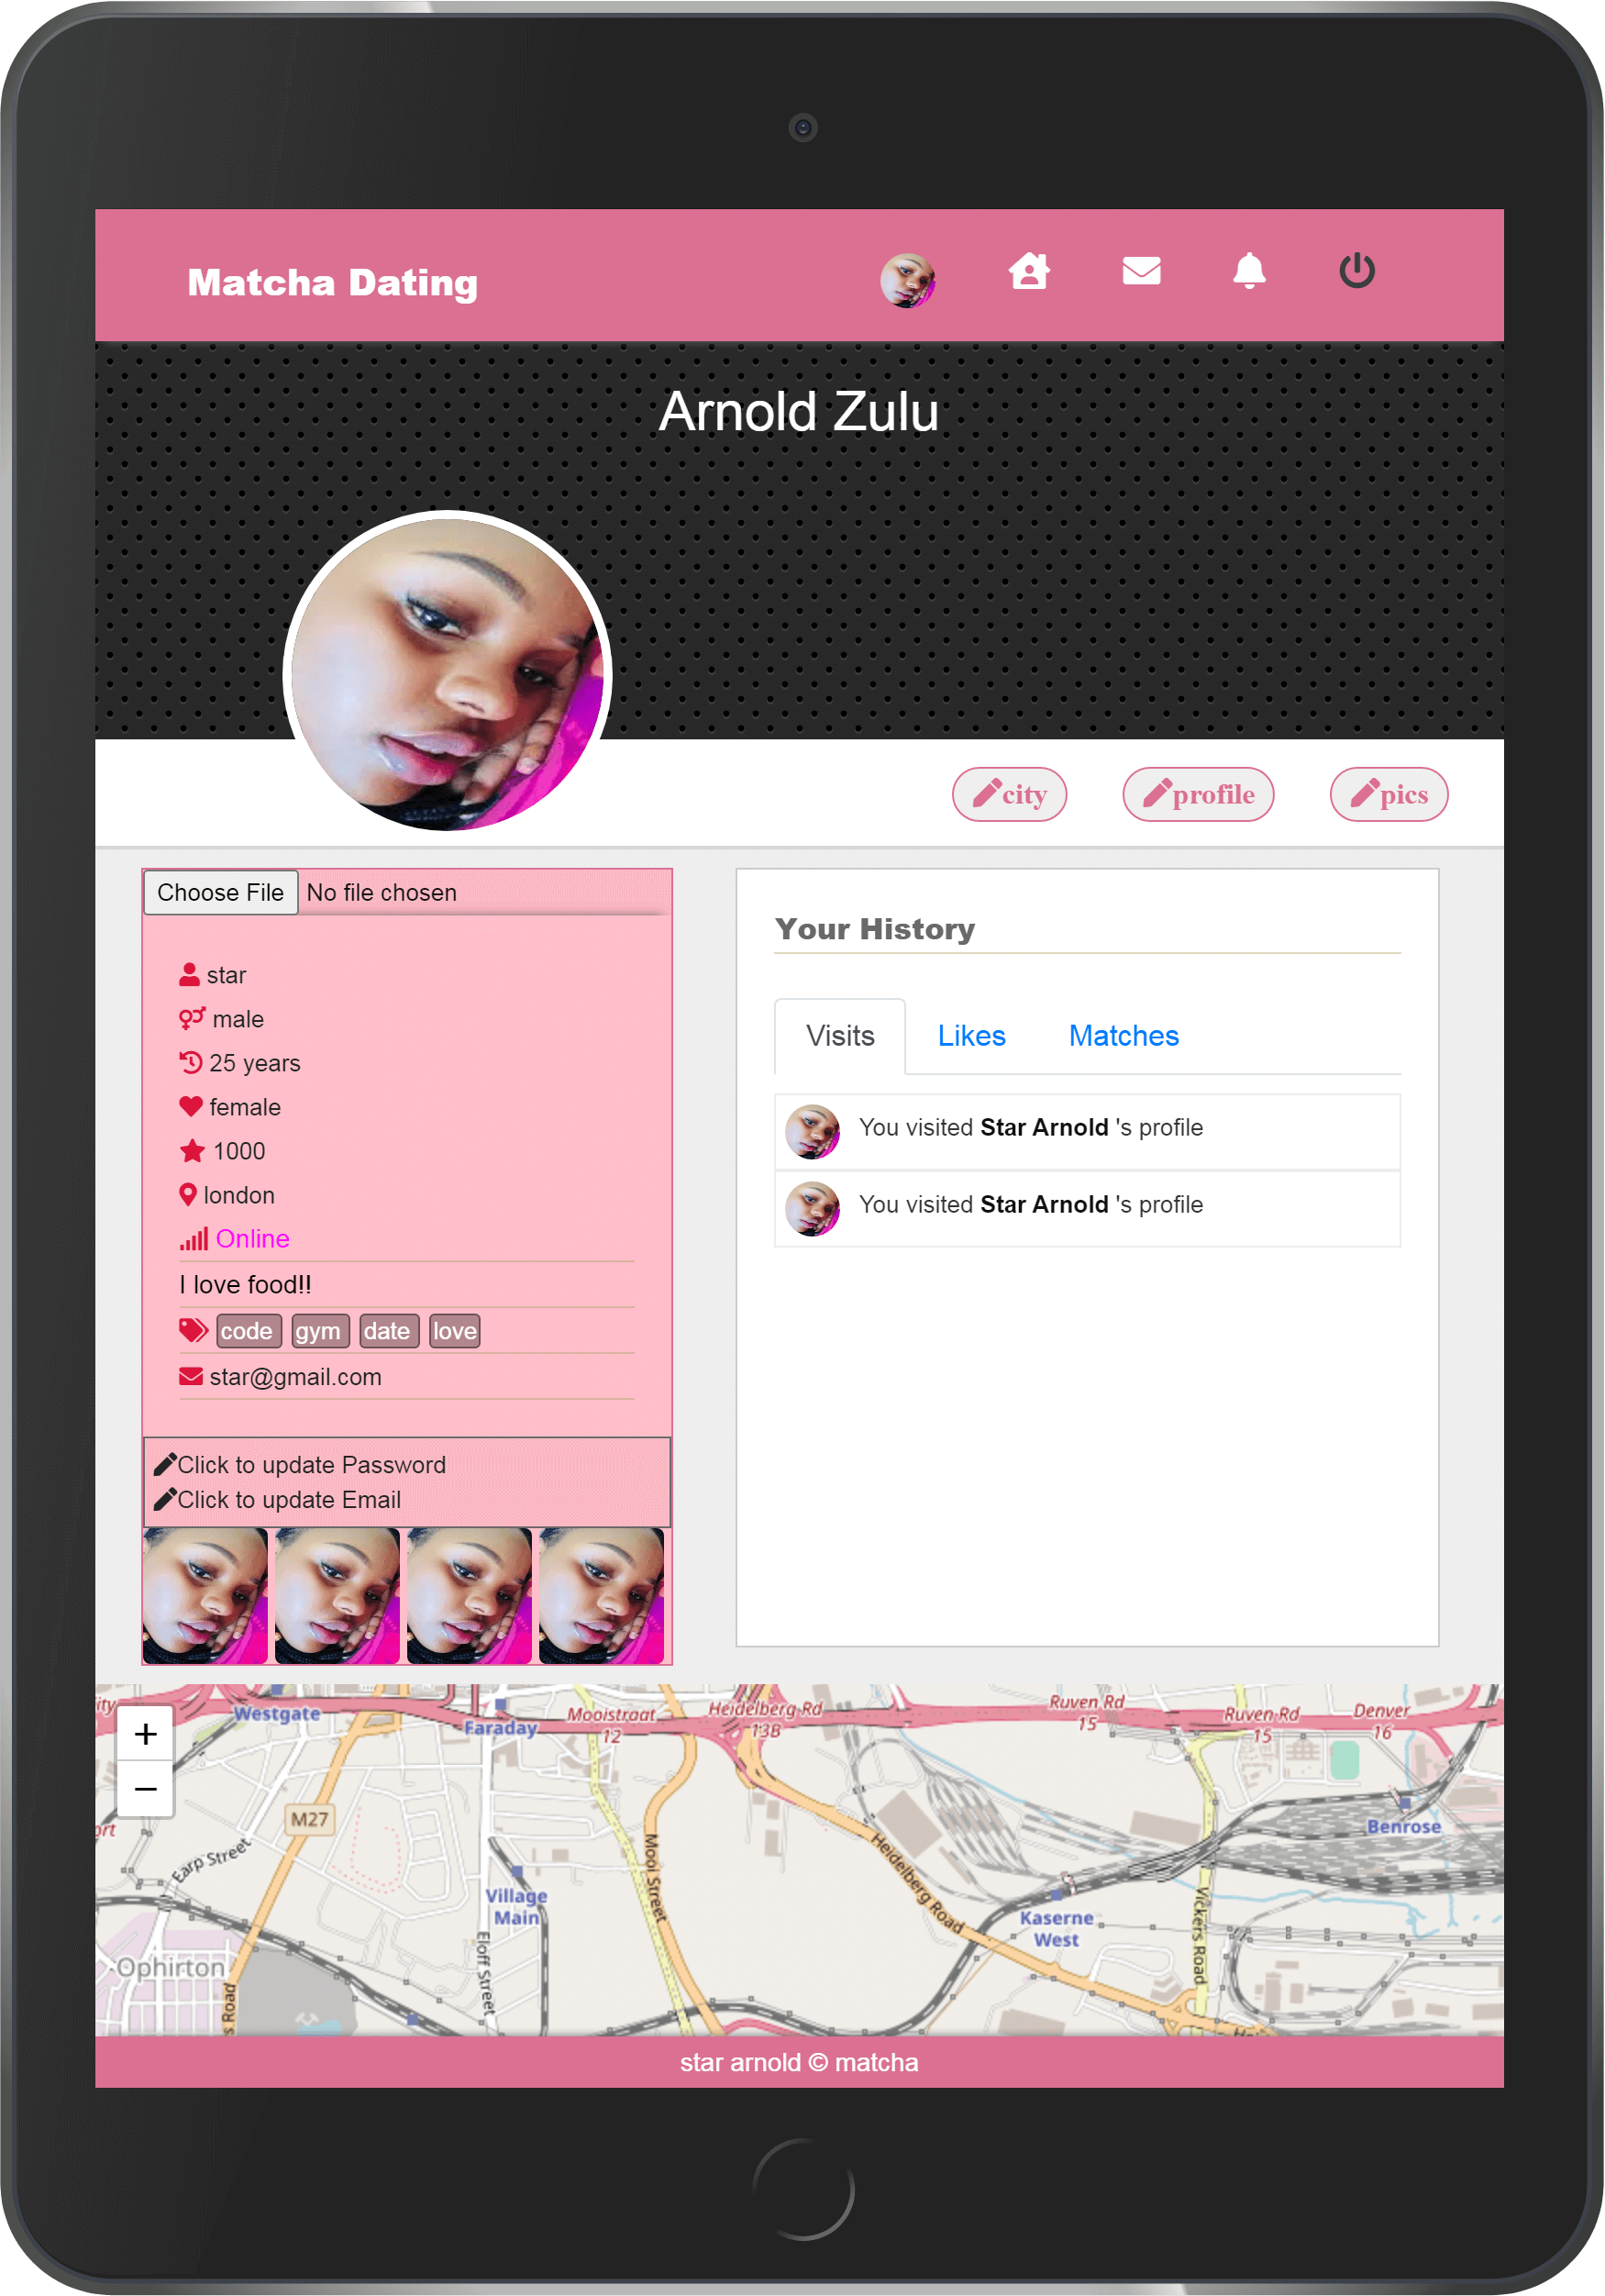 Matcha Dating
Arnold Zulu
city
profile
pics
Choose File No file chosen
star
male
25 years
female
1000
london
Online
I love food!!
code gym date love
star@gmail.com
Click to update Password
Click to update Email
Your History
Visits Likes Matches
You visited Star Arnold 's profile
You visited Star Arnold 's profile
+
−
Westgate
Faraday
Mooistraat
12
Heidelberg Rd
13B
Ruven Rd
15
Ruven Rd
15
Denver
16
M27
Earp Street
Village
Main
Mooi Street
Eloff Street
Heidelberg Road
Kaserne
West
Vickers Road
Benrose
Ophirton
s Road
star arnold © matcha